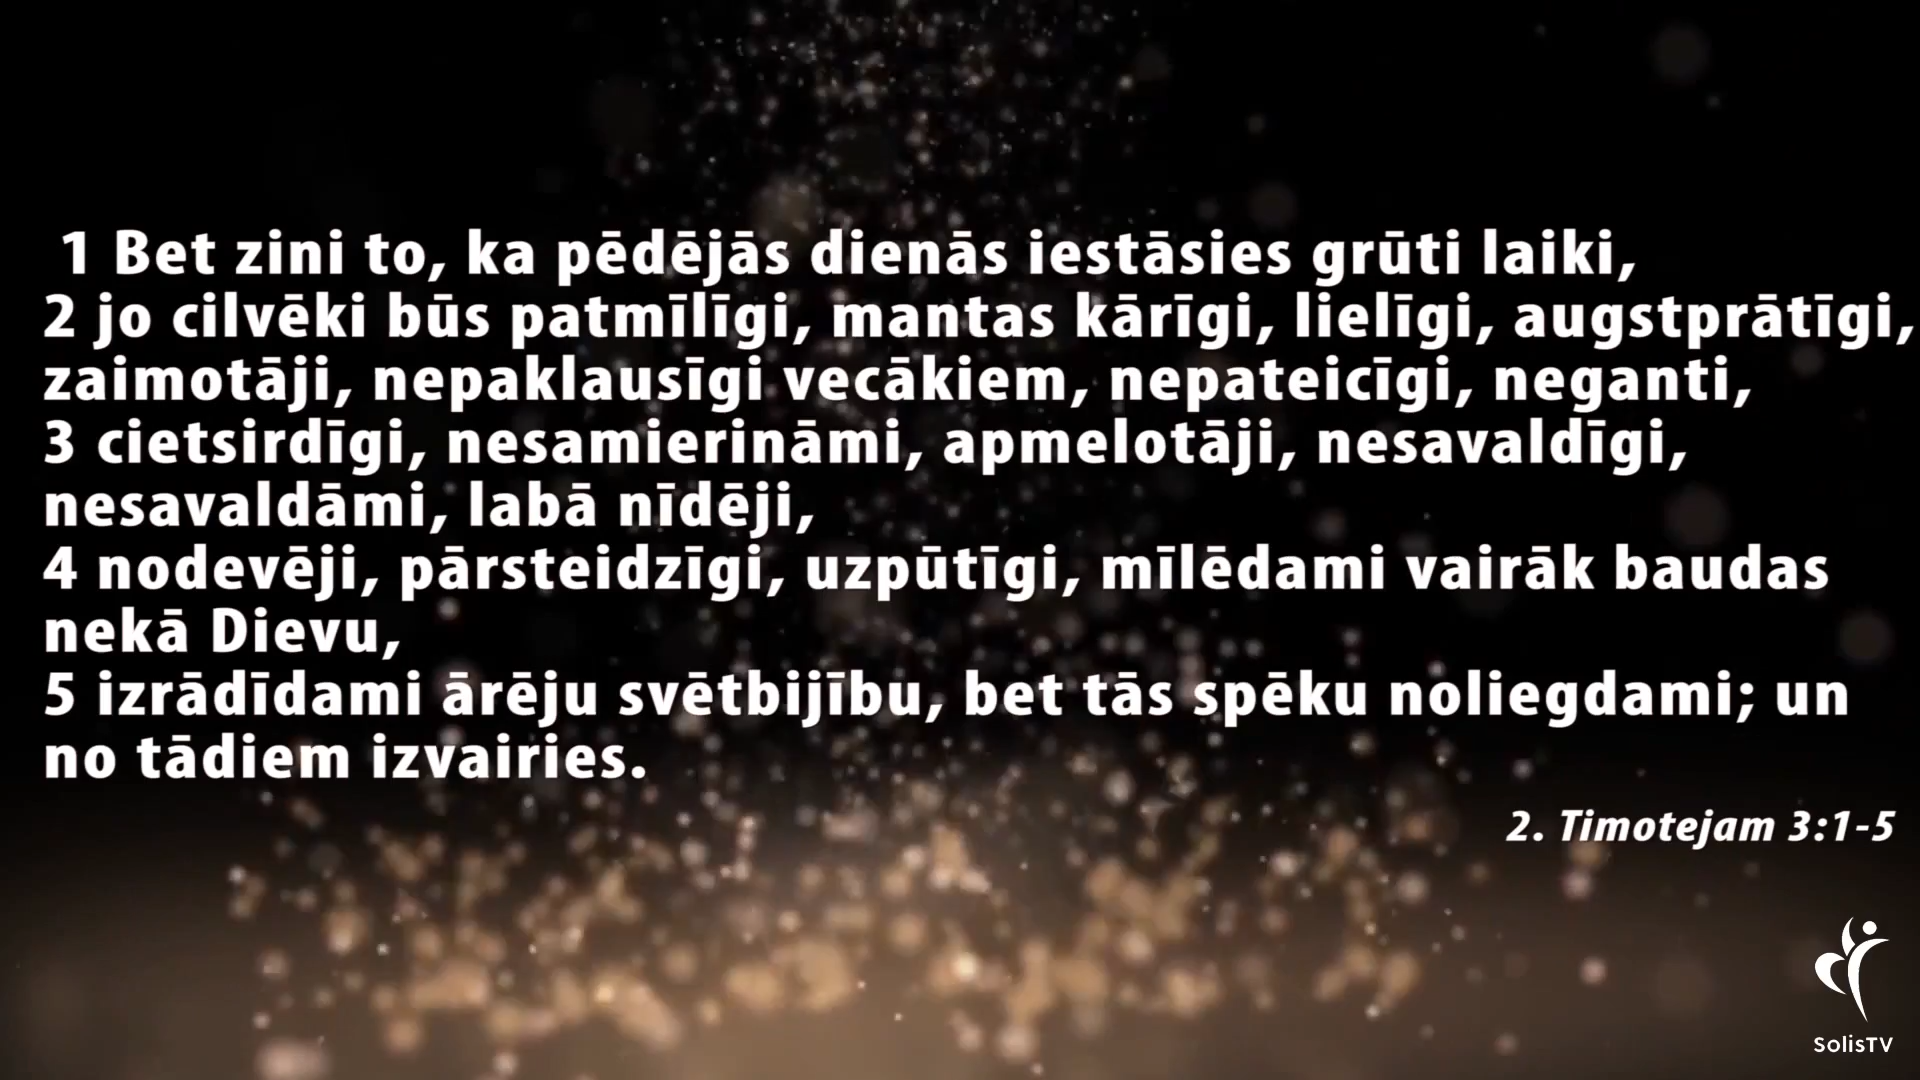 1 Bet zini to, ka pēdējās dienās iestāsies grūti laiki,
2 jo cilvēki būs patmīlīgi, mantas kārīgi, lielīgi, augstprātīgi,
zaimotāji, nepaklausīgi vecākiem, nepateicīgi, neganti,
3 cietsirdīgi, nesamierināmi, apmelotāji, nesavaldīgi,
nesavaldāmi, labā nīdēji,
4 nodevēji, pārsteidzīgi, uzpūtīgi, mīlēdami vairāk baudas
nekā Dievu,
5 izrādīdami ārēju svētbijību, bet tās spēku noliegdami; un
no tādiem izvairies.
2. Timotejam 3:1-5
SolisTV